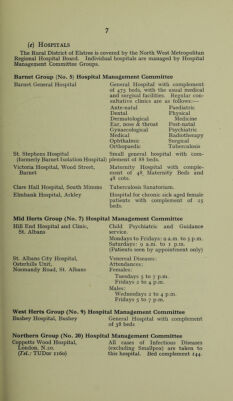 7
(e) HOSPITALS
The Rural District of Elstree is covered by the North West Metropolitan
Regional Hospital Board. Individual hospitals are managed by Hospital
Management Committee Groups.
Barnet Group (No. 5) Hospital Management Committee
Barnet General Hospital
General Hospital with complement
of 473 beds, with the usual medical
and surgical facilities. Regular con-
sultative clinics are as follows:—
Ante-natal Paediatric
Dental Physical
Dermatological Medicine
Ear, nose & throat Post-natal
Gynaecological Psychiatric
Medical Radiotherapy
Ophthalmic Surgical
Orthopaedic Tuberculosis
St. Stephens Hospital
(formerly Barnet Isolation Hospital)
Small general hospital with com-
plement of 88 beds.
Victoria Hospital, Wood Street,
Barnet
Maternity Hospital with comple-
ment of 48 Maternity Beds and
48 cots.
Clare Hall Hospital, South Mimms
Tuberculosis Sanatorium.
Elmbank Hospital, Arkley
Hospital for chronic sick aged female
patients with complement of 25
beds.
Mid Herts Group (No. 7) Hospital Management Committee
Hill End Hospital and Clinic,
St. Albans
Child Psychiatric and Guidance
service.
Mondays to Fridays: 9 a.m. to 5 p.m.
Saturdays: 9 a.m. to 1 p.m.
(Patients seen by appointment only)
St. Albans City Hospital,
Osterhills Unit,
Normandy Road, St. Albans
Venereal Diseases:
Attendances:
Females:
Tuesdays 5 to 7 p.m.
Fridays 2 to 4 p.m.
Males:
Wednesdays 2 to 4 p.m.
Fridays 5 to 7 p.m.
West Herts Group (No. 9) Hospital Management Committee
Bushey Hospital, Bushey
General Hospital with complement
of 38 beds
Northern Group (No. 20) Hospital Management Committee
Coppetts Wood Hospital,
London, N.10.
(Tel.: TUDor 1160)
All cases of Infectious Diseases
(excluding Smallpox) are taken to
this hospital. Bed complement 144.